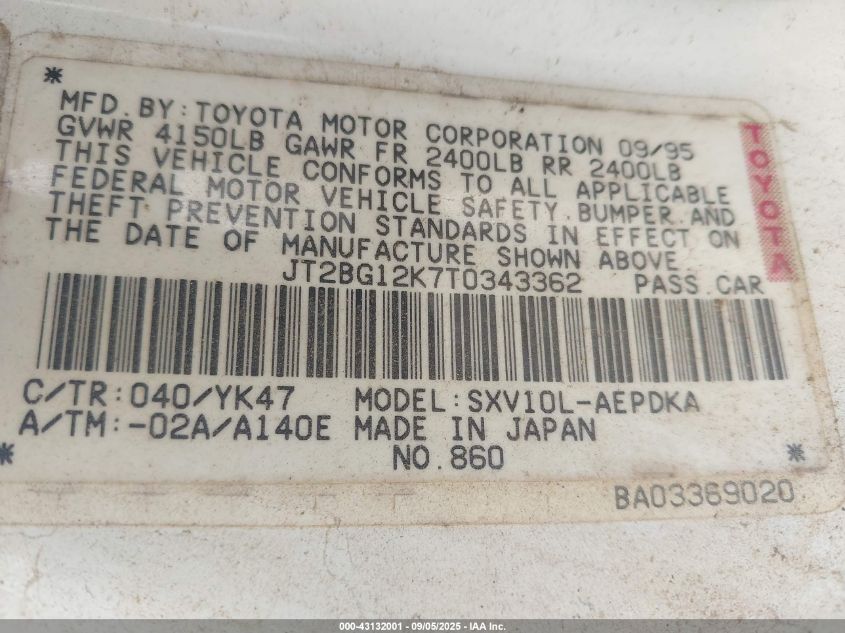 *
MFD.BY:TOYOTA MOTOR CORPORATION 09/95
GVWR 4150LB GAWR FR 2400LB RR 2400LB
THIS VEHICLE CONFORMS TO ALL APPLICABLE
FEDERAL MOTOR VEHICLE SAFETY.BUMPER.AND
THEFT PREVENTION STANDARDS IN EFFECT ON
THE DATE OF MANUFACTURE SHOWN ABOVE
JT2BG12K7T0343362 PASS.CAR
TOYOTA
C/TR:040/YK47 MODEL:SXV10L-AEPDKA
A/TM:-02A/A140E MADE IN JAPAN
* NO.860 *
BA03369020
000-43132001 - 09/05/2025 - IAA Inc.